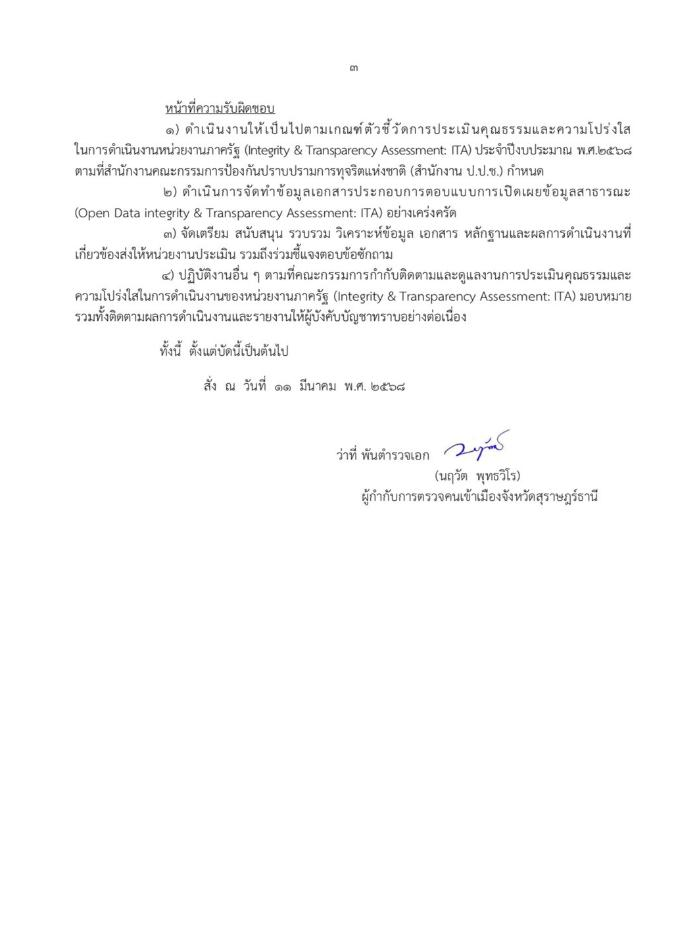 ๓
หน้าที่ความรับผิดชอบ
๑) ดำเนินงานให้เป็นไปตามเกณฑ์ตัวชี้วัดการประเมินคุณธรรมและความโปร่งใส
ในการดำเนินงานหน่วยงานภาครัฐ (Integrity & Transparency Assessment: ITA) ประจำปีงบประมาณ พ.ศ.๒๕๖๘
ตามที่สำนักงานคณะกรรมการป้องกันปราบปรามการทุจริตแห่งชาติ (สำนักงาน ป.ป.ช.) กำหนด
๒) ดำเนินการจัดทำข้อมูลเอกสารประกอบการตอบแบบการเปิดเผยข้อมูลสาธารณะ
(Open Data integrity & Transparency Assessment: ITA) อย่างเคร่งครัด
๓) จัดเตรียม สนับสนุน รวบรวม วิเคราะห์ข้อมูล เอกสาร หลักฐานและผลการดำเนินงานที่
เกี่ยวข้องส่งให้หน่วยงานประเมิน รวมถึงร่วมชี้แจงตอบข้อซักถาม
๔) ปฏิบัติงานอื่น ๆ ตามที่คณะกรรมการกำกับติดตามและดูแลงานการประเมินคุณธรรมและ
ความโปร่งใสในการดำเนินงานของหน่วยงานภาครัฐ (Integrity & Transparency Assessment: ITA) มอบหมาย
รวมทั้งติดตามผลการดำเนินงานและรายงานให้ผู้บังคับบัญชาทราบอย่างต่อเนื่อง
ทั้งนี้ ตั้งแต่บัดนี้เป็นต้นไป
สั่ง ณ วันที่ ๑๑ มีนาคม พ.ศ. ๒๕๖๘
ว่าที่ พันตำรวจเอก
(นฤวัต พุทธวิโร)
ผู้กำกับการตรวจคนเข้าเมืองจังหวัดสุราษฎร์ธานี